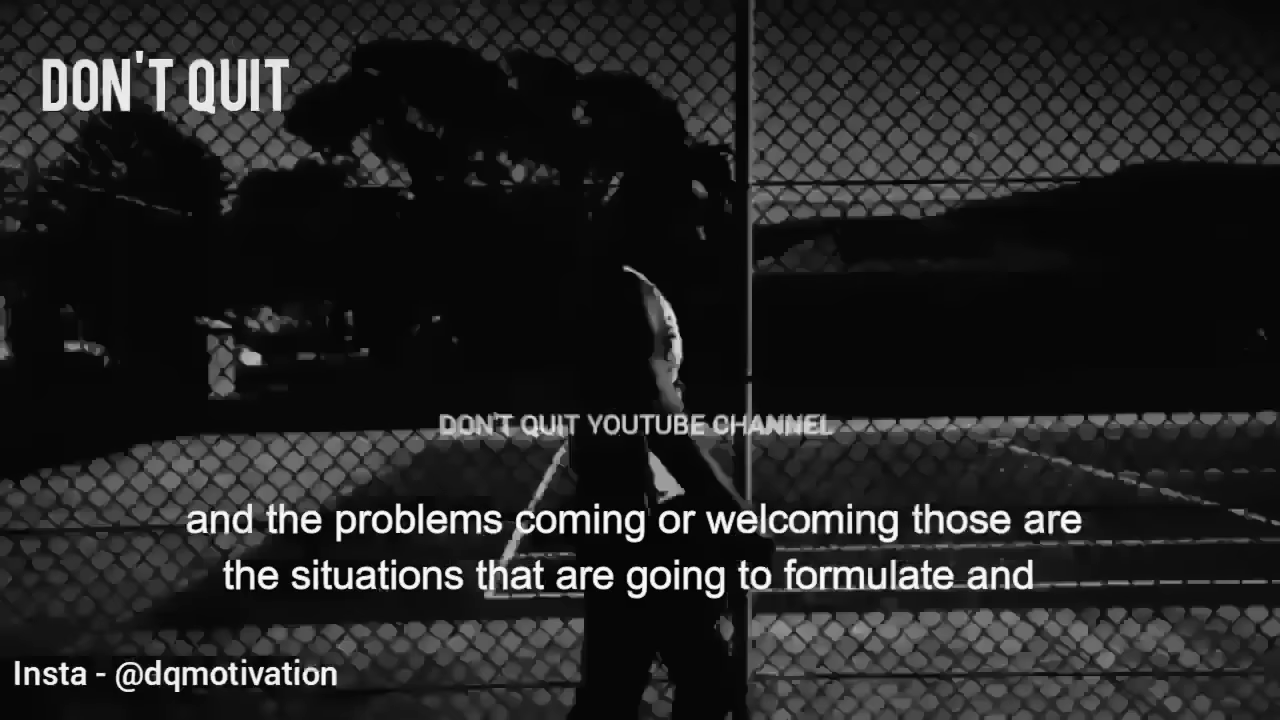 DON'T QUIT
DON'T QUIT YOUTUBE CHANNEL
and the problems coming or welcoming those are
the situations that are going to formulate and
Insta - @dqmotivation